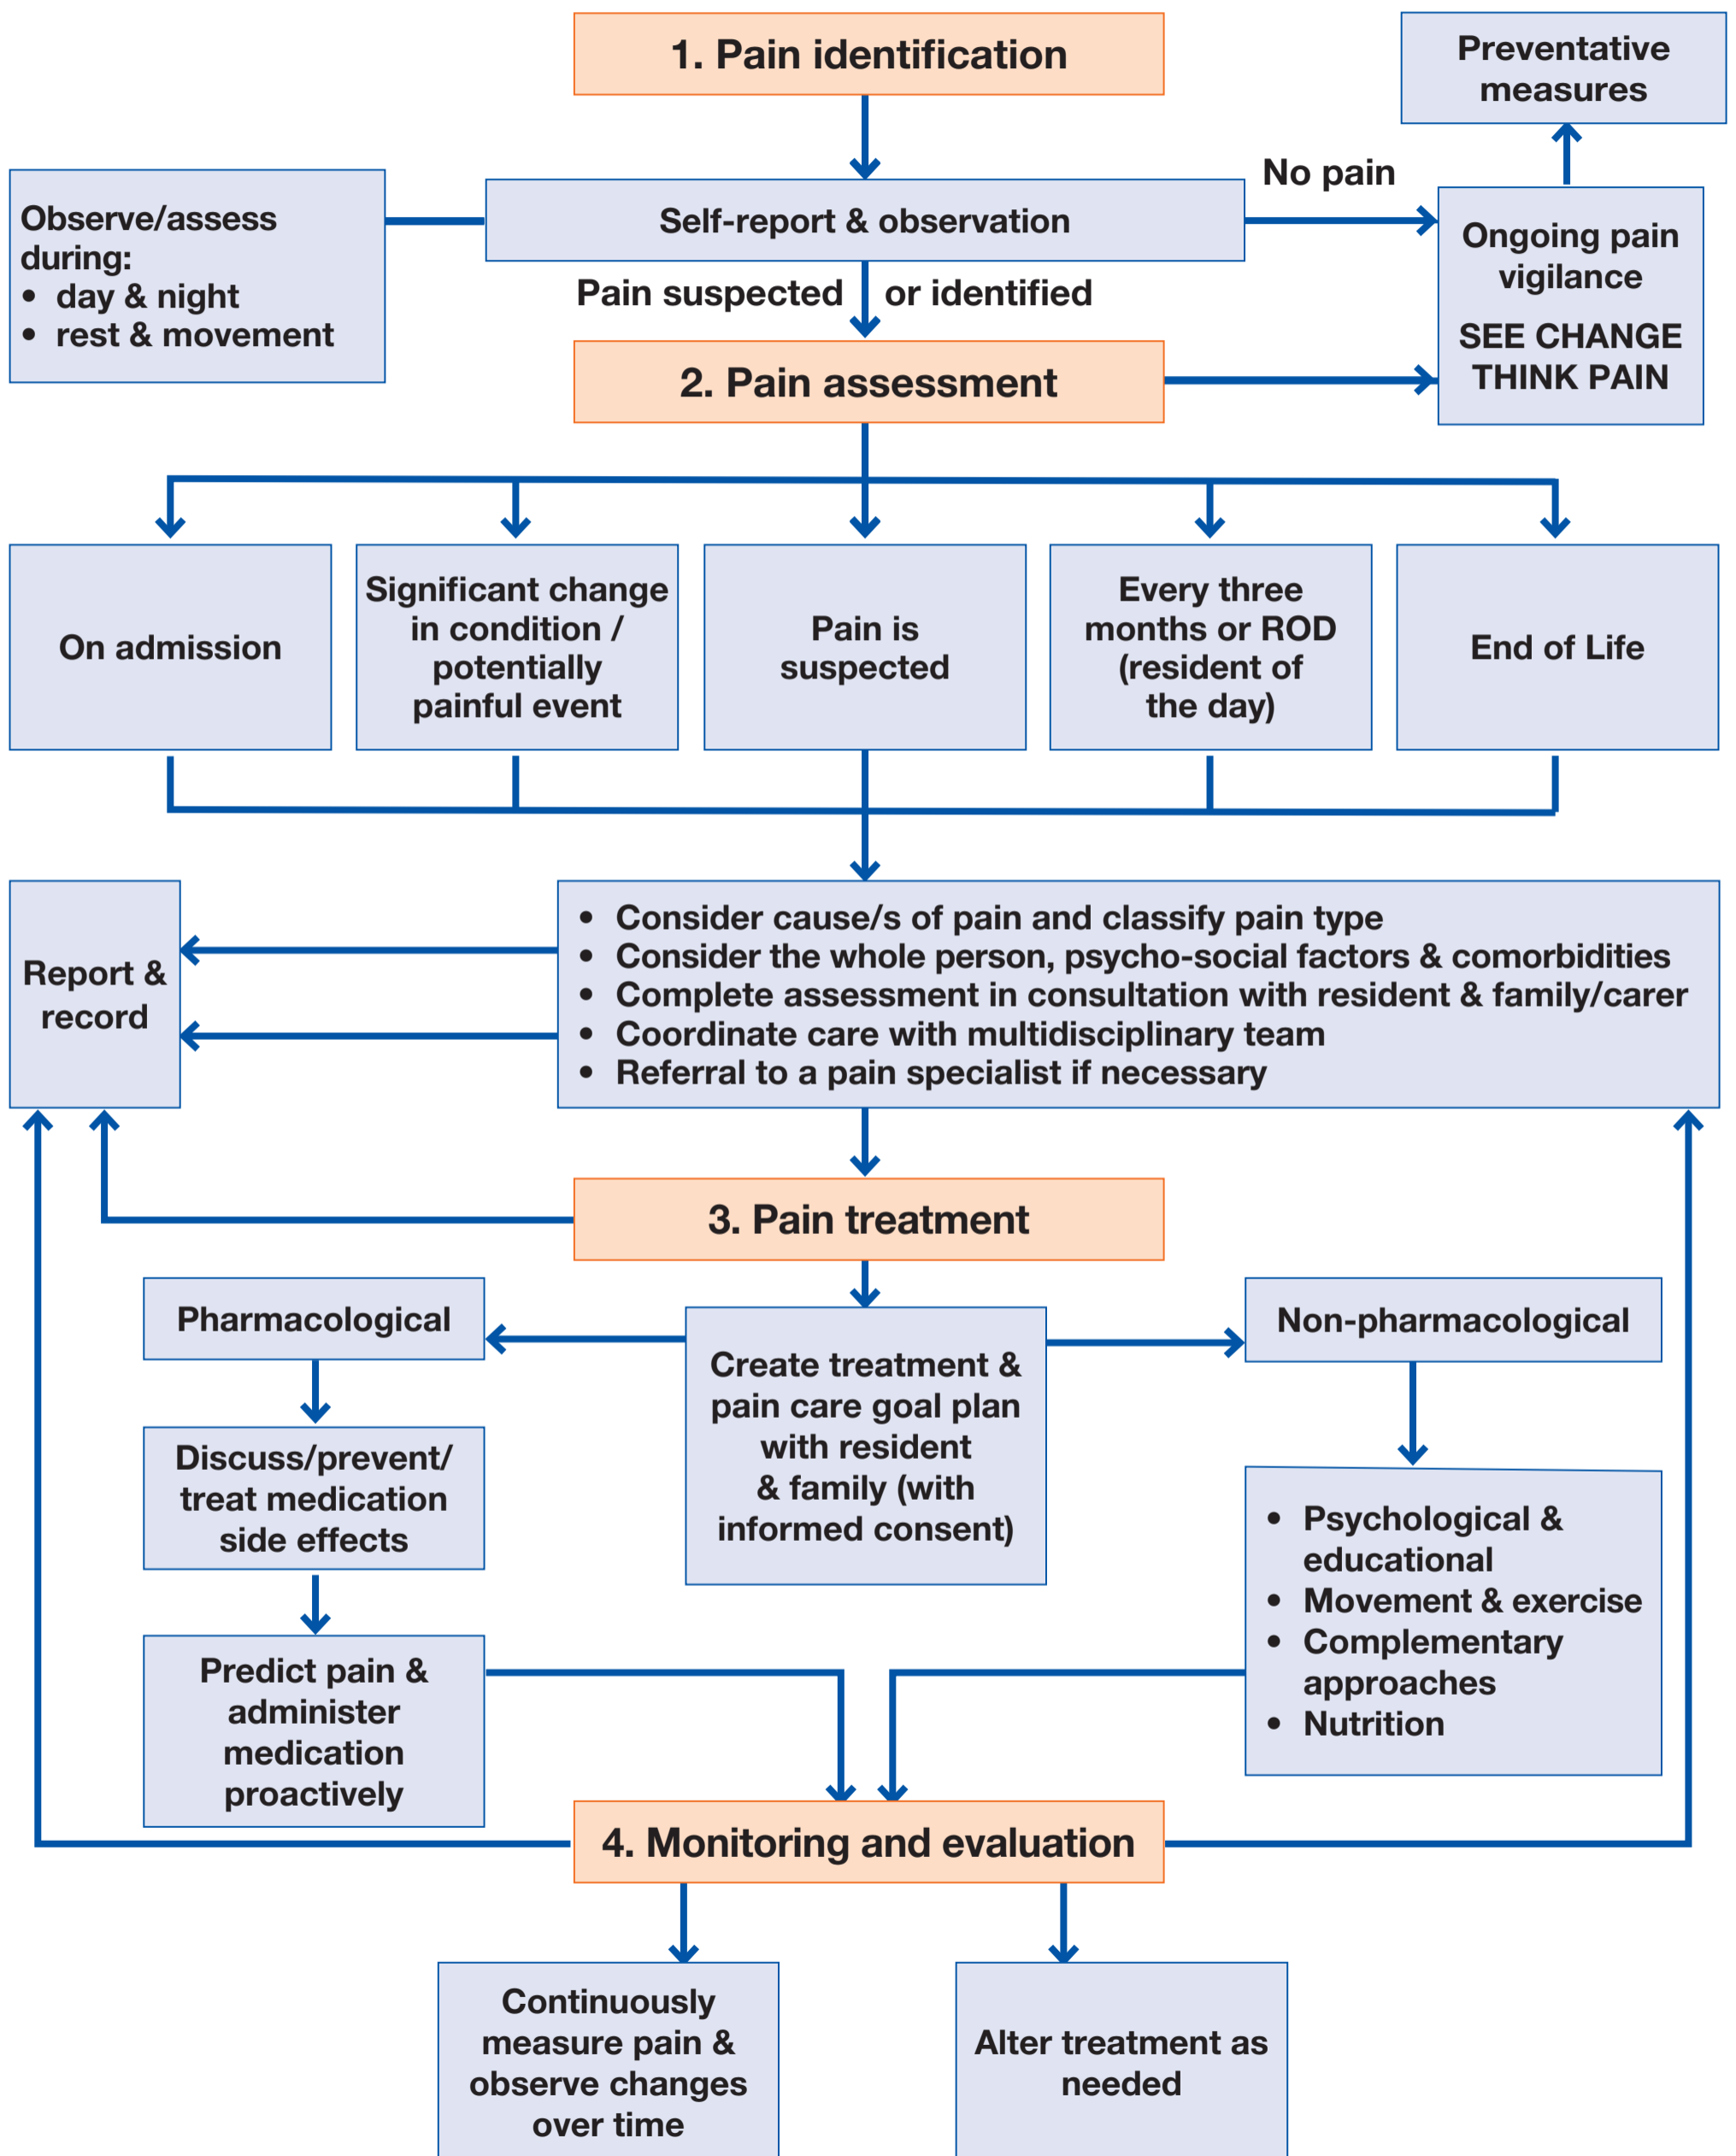 1. Pain identification
Preventative
measures
No pain
Observe/assess
during:
• day & night
• rest & movement
Self-report & observation
Ongoing pain
vigilance
SEE CHANGE
THINK PAIN
Pain suspected or identified
2. Pain assessment
On admission
Significant change
in condition /
potentially
painful event
Pain is
suspected
Every three
months or ROD
(resident of
the day)
End of Life
Report &
record
• Consider cause/s of pain and classify pain type
• Consider the whole person, psycho-social factors & comorbidities
• Complete assessment in consultation with resident & family/carer
• Coordinate care with multidisciplinary team
• Referral to a pain specialist if necessary
3. Pain treatment
Pharmacological
Discuss/prevent/
treat medication
side effects
Predict pain &
administer
medication
proactively
Create treatment &
pain care goal plan
with resident
& family (with
informed consent)
Non-pharmacological
• Psychological &
educational
• Movement & exercise
• Complementary
approaches
• Nutrition
4. Monitoring and evaluation
Continuously
measure pain &
observe changes
over time
Alter treatment as
needed